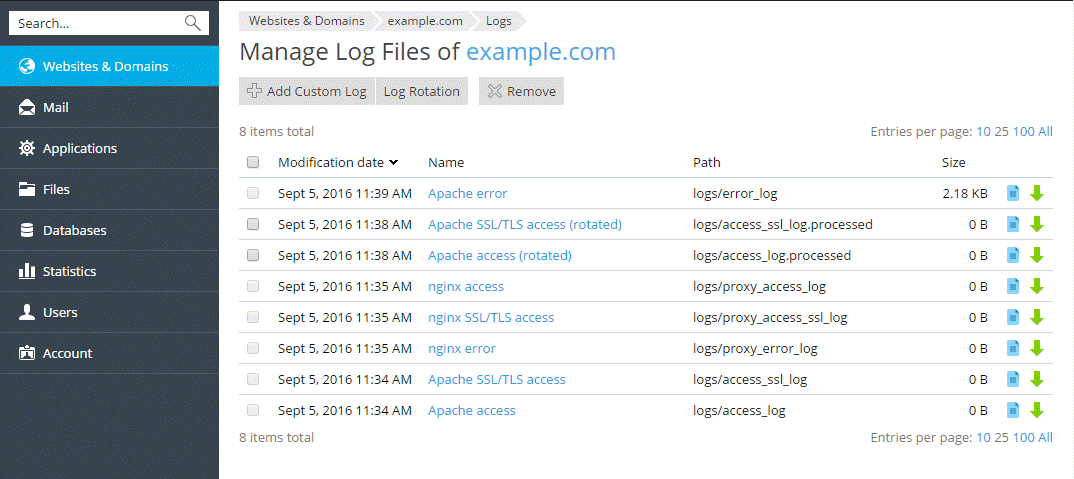 Search...
Websites & Domains
Mail
Applications
Files
Databases
Statistics
Users
Account
Websites & Domains example.com Logs
Manage Log Files of example.com
Add Custom Log Log Rotation Remove
8 items total Entries per page: 10 25 100 All
Modification date Name Path Size
Sept 5, 2016 11:39 AM Apache error logs/error_log 2.18 KB
Sept 5, 2016 11:38 AM Apache SSL/TLS access (rotated) logs/access_ssl_log.processed 0 B
Sept 5, 2016 11:38 AM Apache access (rotated) logs/access_log.processed 0 B
Sept 5, 2016 11:35 AM nginx access logs/proxy_access_log 0 B
Sept 5, 2016 11:35 AM nginx SSL/TLS access logs/proxy_access_ssl_log 0 B
Sept 5, 2016 11:35 AM nginx error logs/proxy_error_log 0 B
Sept 5, 2016 11:34 AM Apache SSL/TLS access logs/access_ssl_log 0 B
Sept 5, 2016 11:34 AM Apache access logs/access_log 0 B
8 items total Entries per page: 10 25 100 All